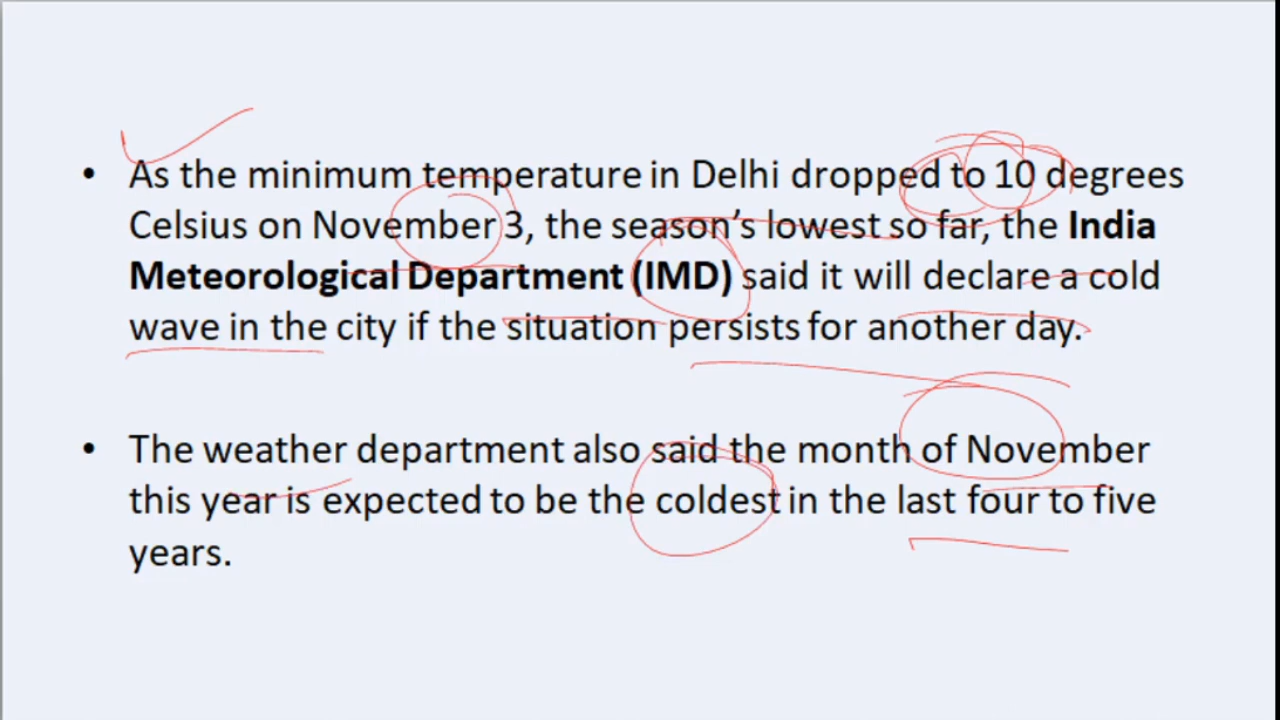 • As the minimum temperature in Delhi dropped to 10 degrees
Celsius on November 3, the season’s lowest so far, the India
Meteorological Department (IMD) said it will declare a cold
wave in the city if the situation persists for another day.
• The weather department also said the month of November
this year is expected to be the coldest in the last four to five
years.